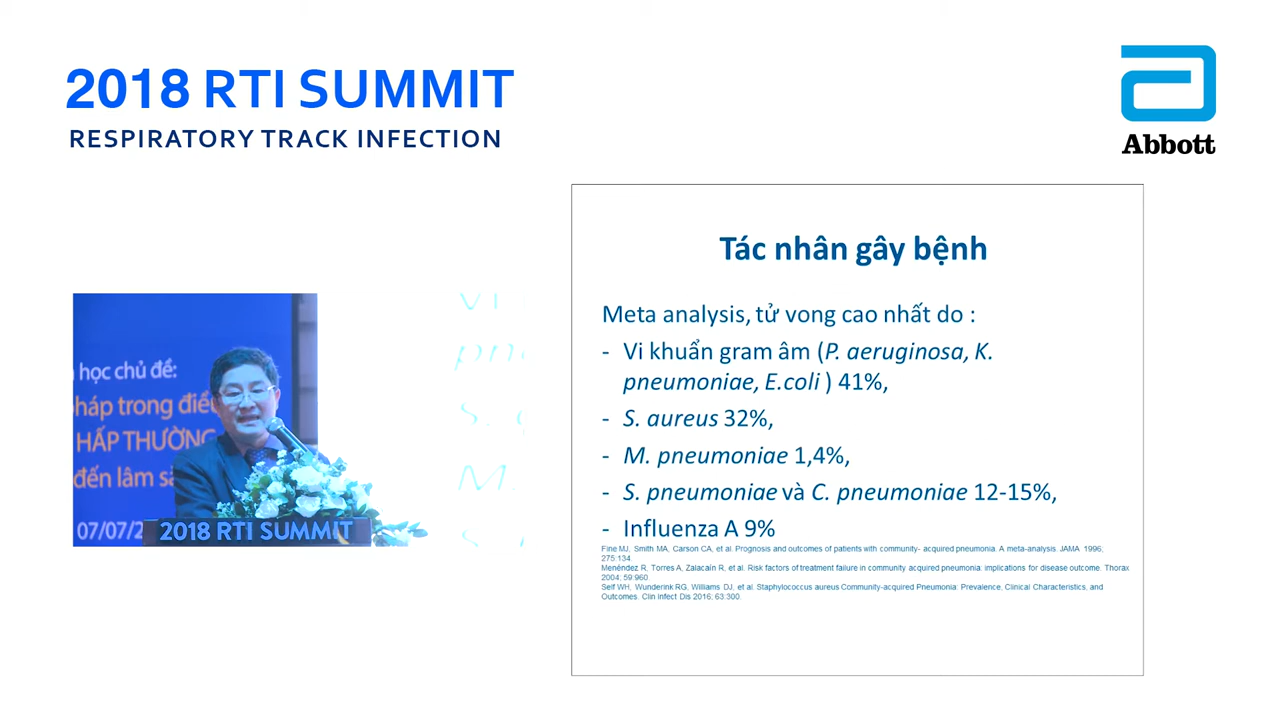 2018 RTI SUMMIT
RESPIRATORY TRACK INFECTION
Abbott
học chủ đề:
pháp trong điều
HẤP THƯỜNG
đến lâm sà
07/07/2
2018 RTI SUMMIT
Tác nhân gây bệnh
Meta analysis, tử vong cao nhất do :
- Vi khuẩn gram âm (P. aeruginosa, K.
pneumoniae, E.coli ) 41%,
- S. aureus 32%,
- M. pneumoniae 1,4%,
- S. pneumoniae và C. pneumoniae 12-15%,
- Influenza A 9%
Fine MJ, Smith MA, Carson CA, et al. Prognosis and outcomes of patients with community- acquired pneumonia. A meta-analysis. JAMA 1996;
275:134.
Menéndez R, Torres A, Zalacaín R, et al. Risk factors of treatment failure in community acquired pneumonia: implications for disease outcome. Thorax
2004; 59:960.
Self WH, Wunderink RG, Williams DJ, et al. Staphylococcus aureus Community-acquired Pneumonia: Prevalence, Clinical Characteristics, and
Outcomes. Clin Infect Dis 2016; 63:300.